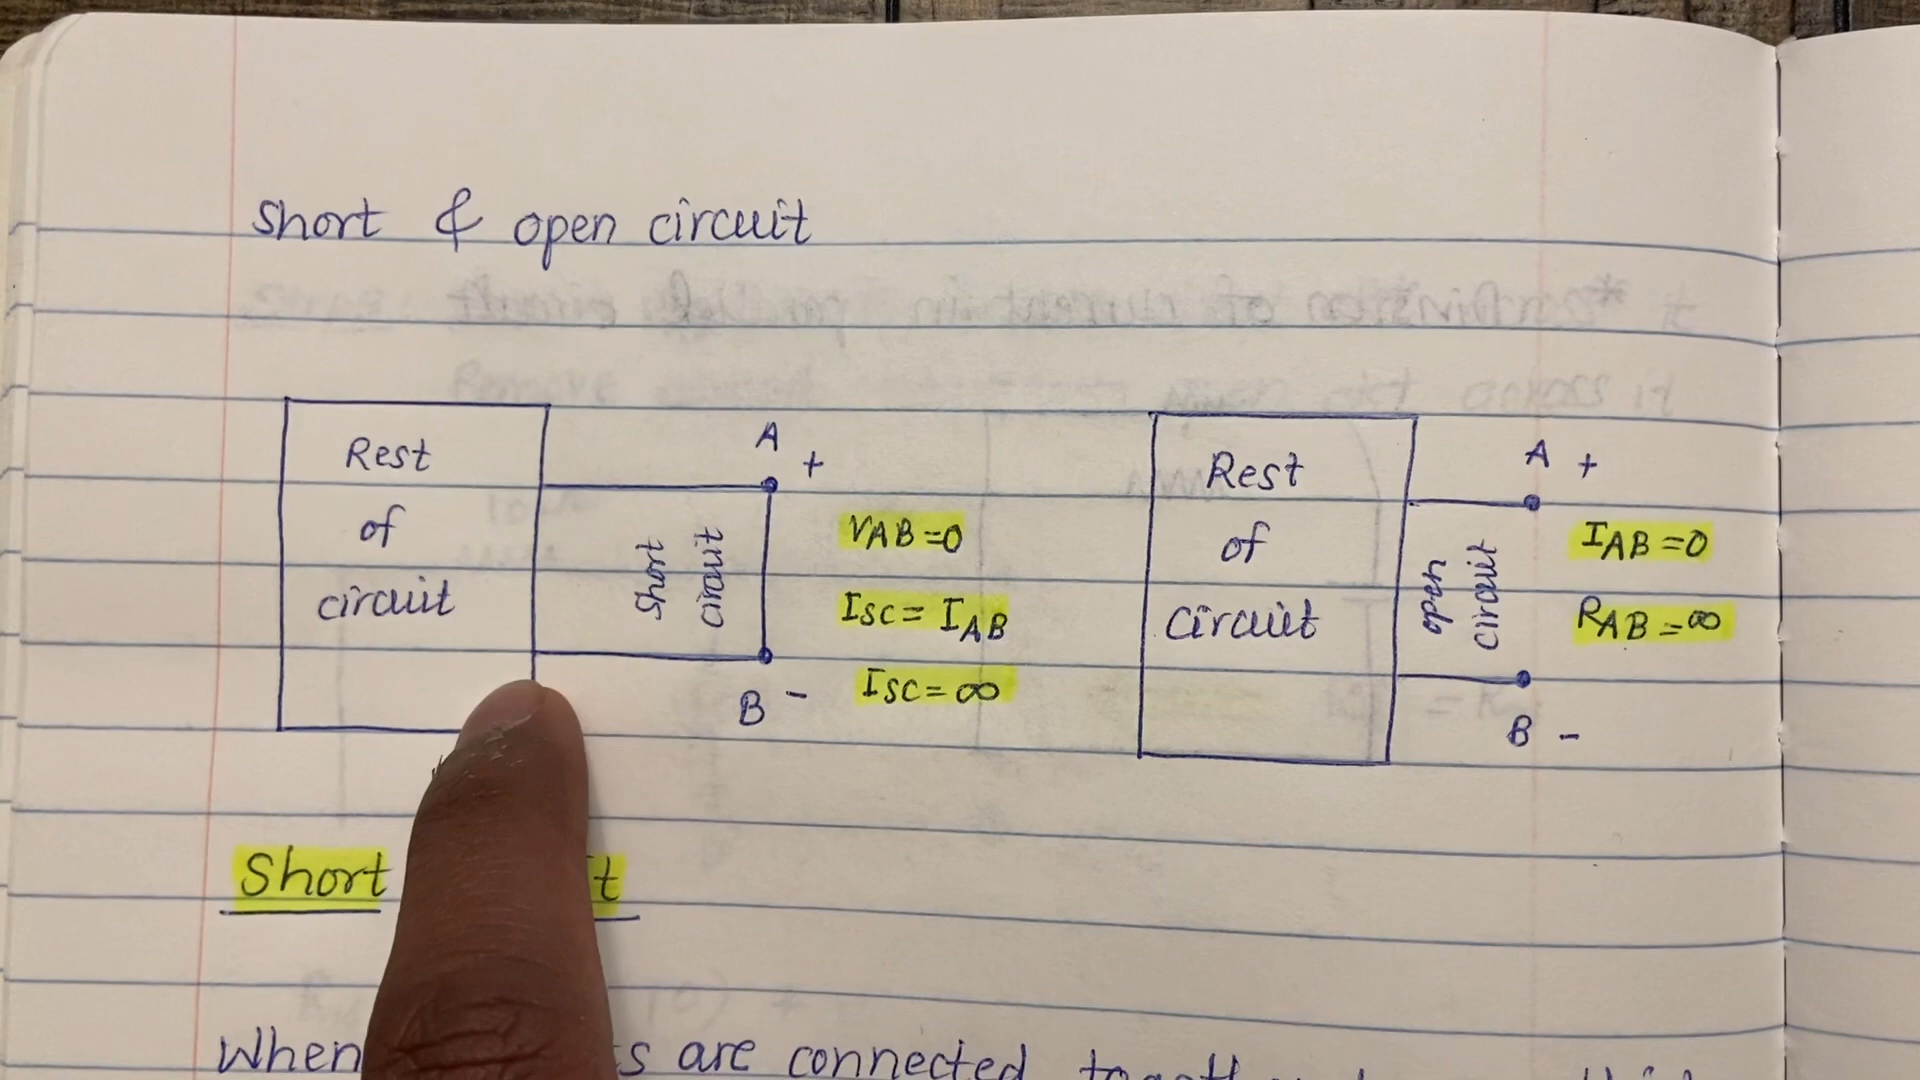 Short & open circuit
Rest
of
circuit
Short
circuit
A
+
VAB=0
ISC= IAB
ISC=∞
B -
Rest
of
Circuit
open
circuit
A +
IAB=0
RAB=∞
B -
Short
When are connected